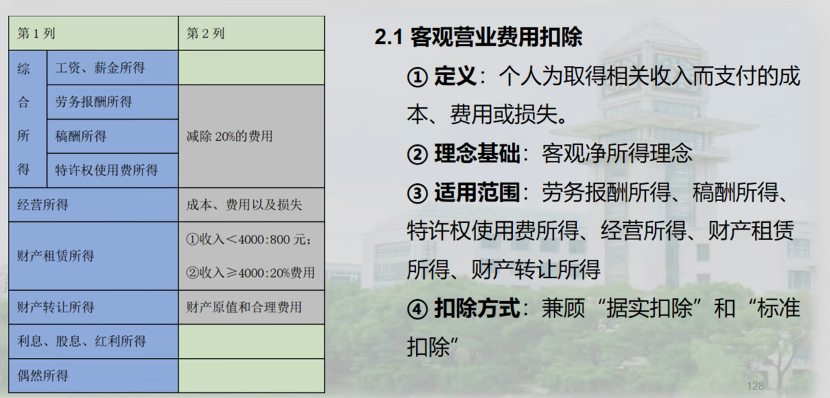 第 1 列
第 2 列
综
合
所
得
工资、薪金所得
劳务报酬所得
稿酬所得
特许权使用费所得
减除 20%的费用
经营所得
成本、费用以及损失
财产租赁所得
①收入＜4000:800 元；
②收入≥4000:20%费用
财产转让所得
财产原值和合理费用
利息、股息、红利所得
偶然所得
2.1 客观营业费用扣除
① 定义：个人为取得相关收入而支付的成
本、费用或损失。
② 理念基础：客观净所得理念
③ 适用范围：劳务报酬所得、稿酬所得、
特许权使用费所得、经营所得、财产租赁
所得、财产转让所得
④ 扣除方式：兼顾“据实扣除”和“标准
扣除”
128